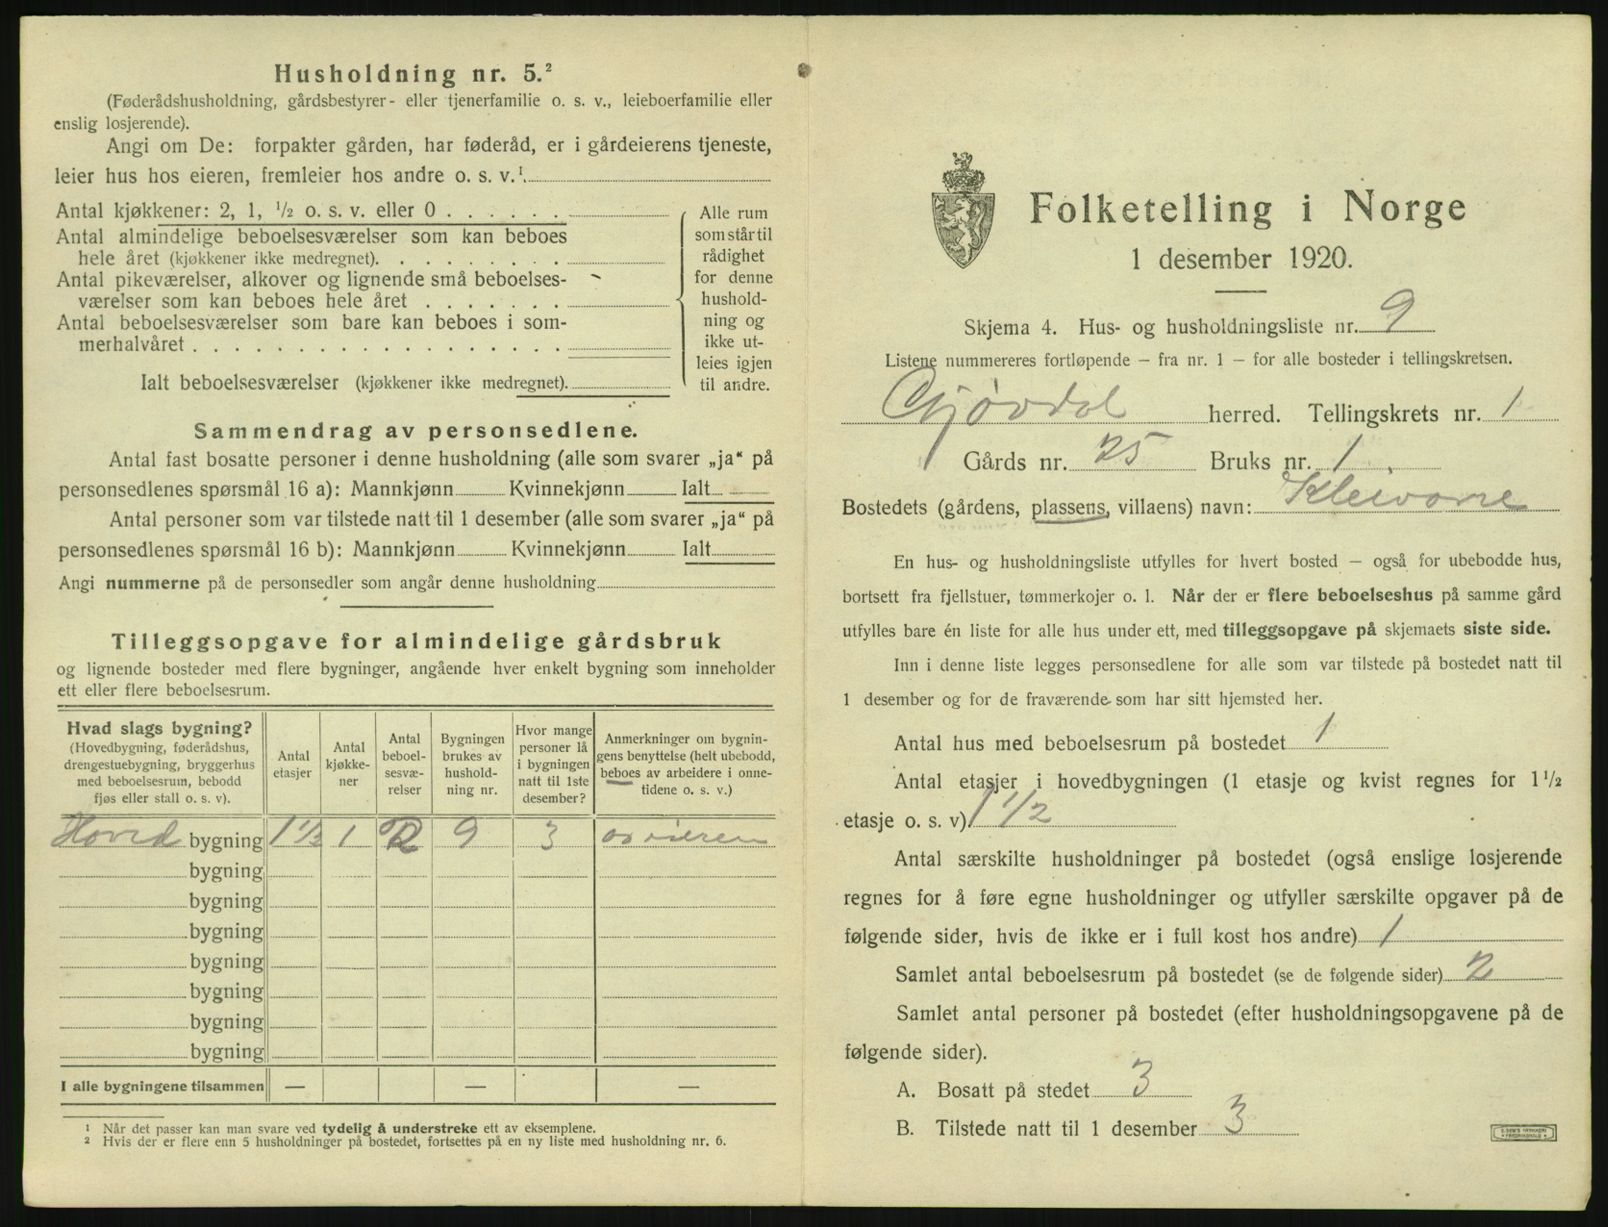 Husholdning nr. 5.²
(Føderådshusholdning, gårdsbestyrer- eller tjenerfamilie o. s. v., leieboerfamilie eller
enslig losjerende).
Angi om De: forpakter gården, har føderåd, er i gårdeierens tjeneste,
leier hus hos eieren, fremleier hos andre o. s. v.¹
Antal kjøkkener: 2, 1, ½ o. s. v. eller 0
Antal almindelige beboelsesværelser som kan beboes
hele året (kjøkkener ikke medregnet).
Antal pikeværelser, alkover og lignende små beboelses-
værelser som kan beboes hele året
Antal beboelsesværelser som bare kan beboes i som-
merhalvåret
Ialt beboelsesværelser (kjøkkener ikke medregnet).
Alle rum
som står til
rådighet
for denne
hushold-
ning og
ikke ut-
leies igjen
til andre.
Sammendrag av personsedlene.
Antal fast bosatte personer i denne husholdning (alle som svarer „ja“ på
personsedlenes spørsmål 16 a): Mannkjønn Kvinnekjønn Ialt
Antal personer som var tilstede natt til 1 desember (alle som svarer „ja“ på
personsedlenes spørsmål 16 b): Mannkjønn Kvinnekjønn Ialt
Angi nummerne på de personsedler som angår denne husholdning
Tilleggsopgave for almindelige gårdsbruk
og lignende bosteder med flere bygninger, angående hver enkelt bygning som inneholder
ett eller flere beboelsesrum.
Hvad slags bygning?
(Hovedbygning, føderådshus,
drengestuebygning, bryggerhus
med beboelsesrum, bebodd
fjøs eller stall o. s. v).
Antal
etasjer
Antal
kjøkke-
ner
Antal
beboel-
sesvæ-
relser
Bygningen
brukes av
hushold-
ning nr.
Hvor mange
personer lå
i bygningen
natt til 1ste
desember?
Anmerkninger om bygnin-
gens benyttelse (helt ubebodd,
beboes av arbeidere i onne-
tidene o. s. v.)
Hoved bygning 1½ 1 2 9 3
bygning
bygning
bygning
bygning
bygning
bygning
bygning
I alle bygningene tilsammen — — —
¹ Når det passer kan man svare ved tydelig å understreke ett av eksemplene.
² Hvis der er flere enn 5 husholdninger på bostedet, fortsettes på en ny liste med husholdning nr. 6.
Folketelling i Norge
1 desember 1920.
Skjema 4. Hus- og husholdningsliste nr. 9
Listene nummereres fortløpende – fra nr. 1 – for alle bosteder i tellingskretsen.
Gjøvdal herred. Tellingskrets nr. 1
Gårds nr. 25 Bruks nr. 1
Bostedets (gårdens, plassens, villaens) navn:
En hus- og husholdningsliste utfylles for hvert bosted – også for ubebodde hus,
bortsett fra fjellstuer, tømmerkojer o. l. Når der er flere beboelseshus på samme gård
utfylles bare én liste for alle hus under ett, med tilleggsopgave på skjemaets siste side.
Inn i denne liste legges personsedlene for alle som var tilstede på bostedet natt til
1 desember og for de fraværende som har sitt hjemsted her.
Antal hus med beboelsesrum på bostedet 1
Antal etasjer i hovedbygningen (1 etasje og kvist regnes for 1½
etasje o. s. v). 1½
Antal særskilte husholdninger på bostedet (også enslige losjerende
regnes for å føre egne husholdninger og utfyller særskilte opgaver på de
følgende sider, hvis de ikke er i full kost hos andre) 1
Samlet antal beboelsesrum på bostedet (se de følgende sider) 2
Samlet antal personer på bostedet (efter husholdningsopgavene på de
følgende sider).
A. Bosatt på stedet 3
B. Tilstede natt til 1 desember 3